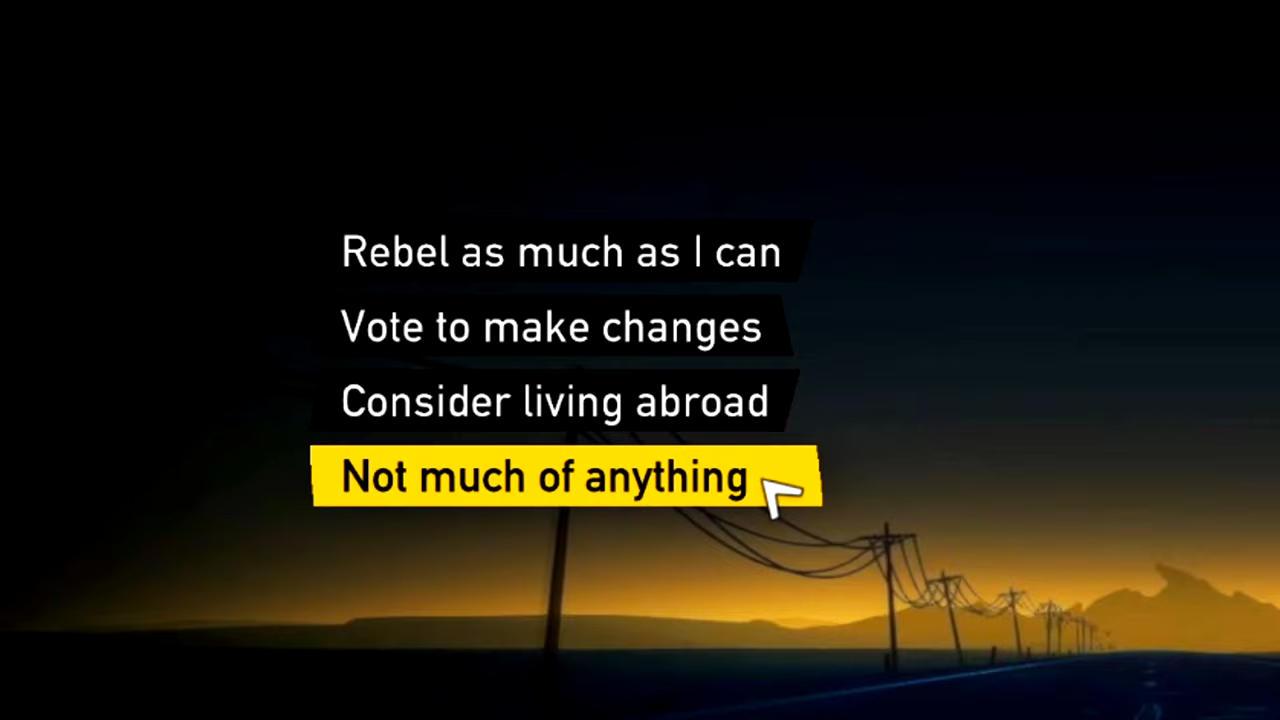 Rebel as much as I can
Vote to make changes
Consider living abroad
Not much of anything